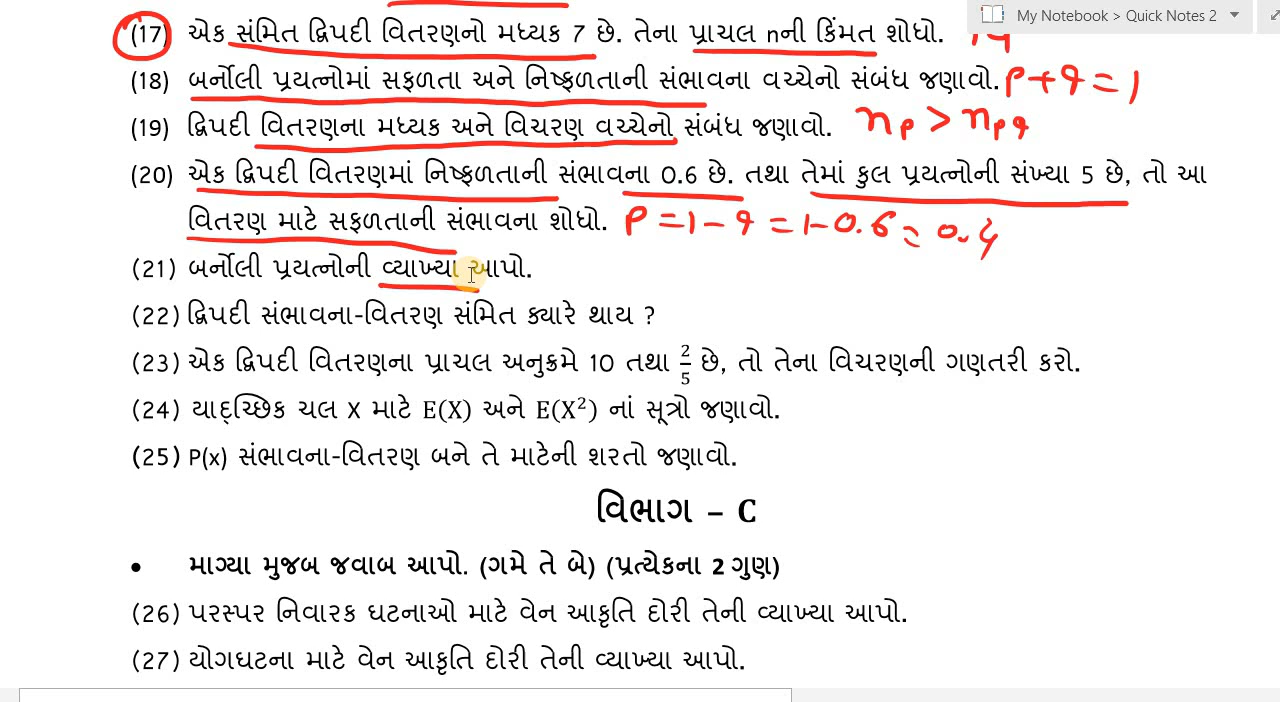 My Notebook > Quick Notes 2
(17) એક સંમિત દ્વિપદી વિતરણનો મધ્યક 7 છે. તેના પ્રાચલ nની કિંમત શોધો.
(18) બર્નોલી પ્રયત્નોમાં સફળતા અને નિષ્ફળતાની સંભાવના વચ્ચેનો સંબંધ જણાવો. P+q=1
(19) દ્વિપદી વિતરણના મધ્યક અને વિચરણ વચ્ચેનો સંબંધ જણાવો. np > npq
(20) એક દ્વિપદી વિતરણમાં નિષ્ફળતાની સંભાવના 0.6 છે. તથા તેમાં કુલ પ્રયત્નોની સંખ્યા 5 છે, તો આ
વિતરણ માટે સફળતાની સંભાવના શોધો. P=1-q=1-0.6=0.4
(21) બર્નોલી પ્રયત્નોની વ્યાખ્યા આપો.
(22) દ્વિપદી સંભાવના-વિતરણ સંમિત ક્યારે થાય ?
(23) એક દ્વિપદી વિતરણના પ્રાચલ અનુક્રમે 10 તથા 2/5 છે, તો તેના વિચરણની ગણતરી કરો.
(24) યાદ્ચ્છિક ચલ X માટે E(X) અને E(X²) નાં સૂત્રો જણાવો.
(25) P(x) સંભાવના-વિતરણ બને તે માટેની શરતો જણાવો.
વિભાગ – C
• માગ્યા મુજબ જવાબ આપો. (ગમે તે બે) (પ્રત્યેકના 2 ગુણ)
(26) પરસ્પર નિવારક ઘટનાઓ માટે વેન આકૃતિ દોરી તેની વ્યાખ્યા આપો.
(27) યોગઘટના માટે વેન આકૃતિ દોરી તેની વ્યાખ્યા આપો.